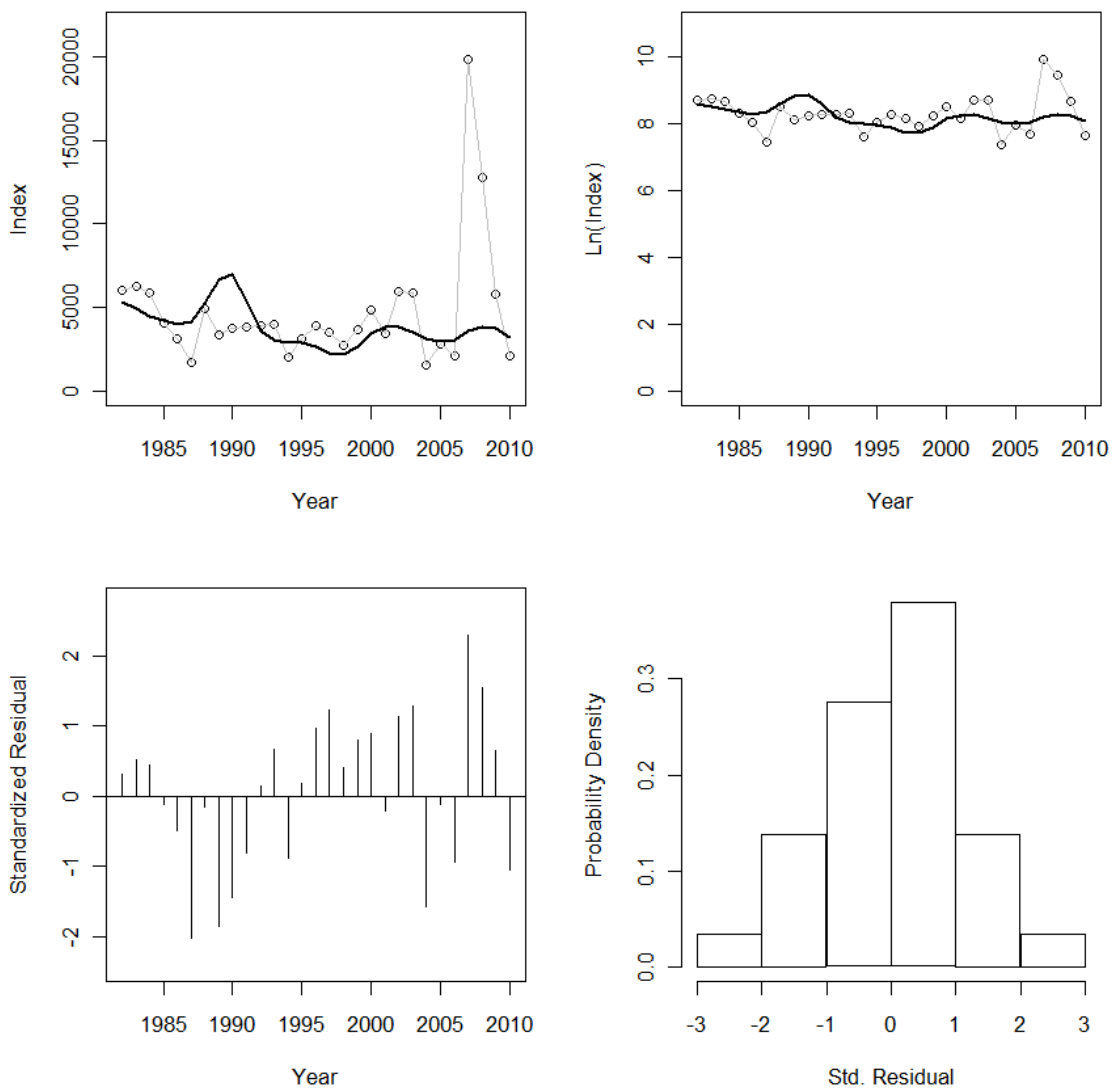 Index
20000
15000
10000
5000
0
1985 1990 1995 2000 2005 2010
Year
Ln(Index)
10
8
6
4
2
0
1985 1990 1995 2000 2005 2010
Year
Standardized Residual
2
1
0
-1
-2
1985 1990 1995 2000 2005 2010
Year
Probability Density
0.3
0.2
0.1
0.0
-3 -2 -1 0 1 2 3
Std. Residual